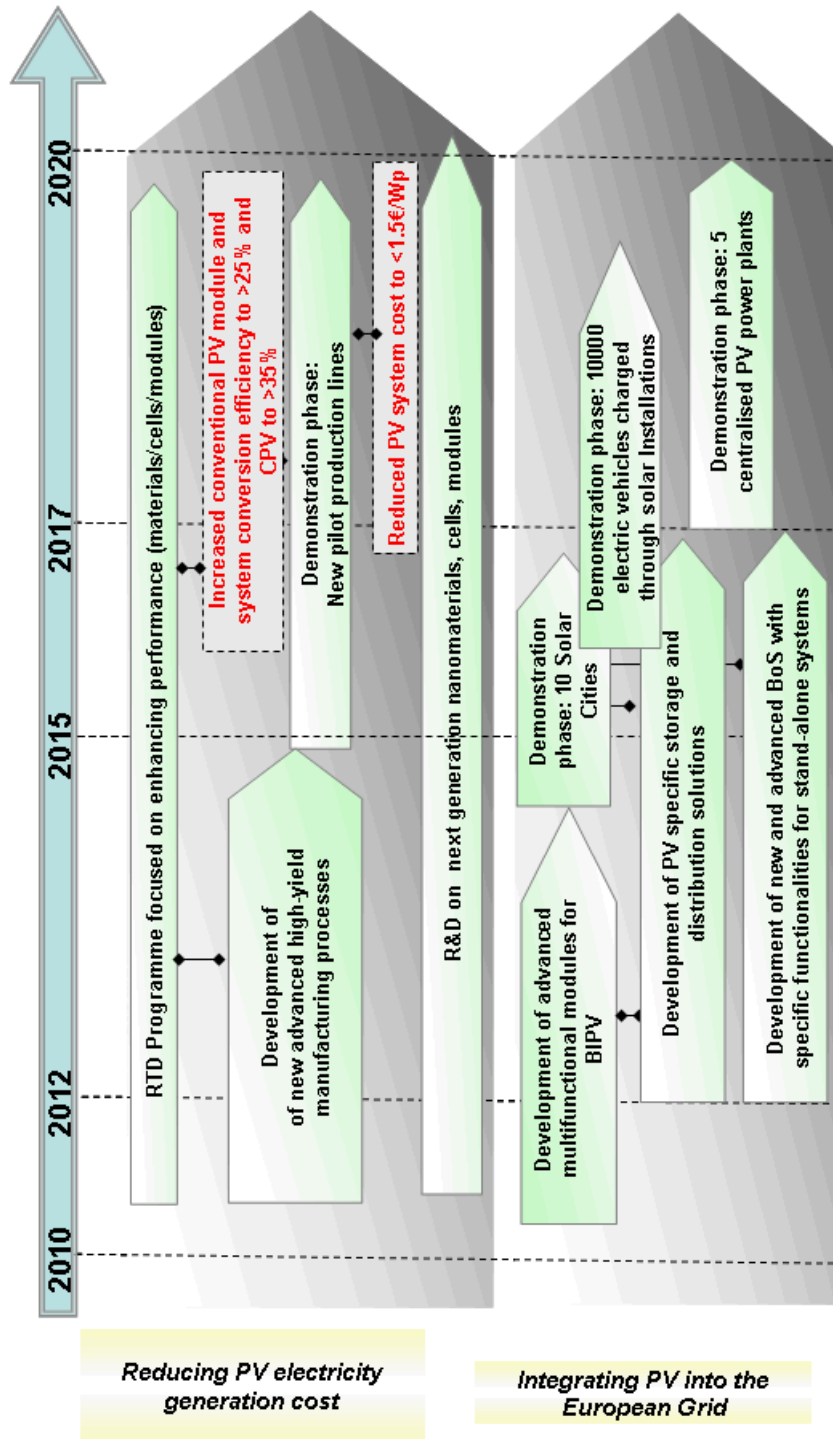 2010
2012
2015
2017
2020
Reducing PV electricity
generation cost
RTD Programme focused on enhancing performance (materials/cells/modules)
Increased conventional PV module and
system conversion efficiency to >25% and
CPV to >35%
Development of
of new advanced high-yield
manufacturing processes
Demonstration phase:
New pilot production lines
Reduced PV system cost to <1.5€/Wp
R&D on next generation nanomaterials, cells, modules
Integrating PV into the
European Grid
Development of advanced
multifunctional modules for
BIPV
Demonstration
phase: 10 Solar
Cities
Demonstration phase: 10000
electric vehicles charged
through solar Installations
Development of PV specific storage and
distribution solutions
Demonstration phase: 5
centralised PV power plants
Development of new and advanced BoS with
specific functionalities for stand-alone systems